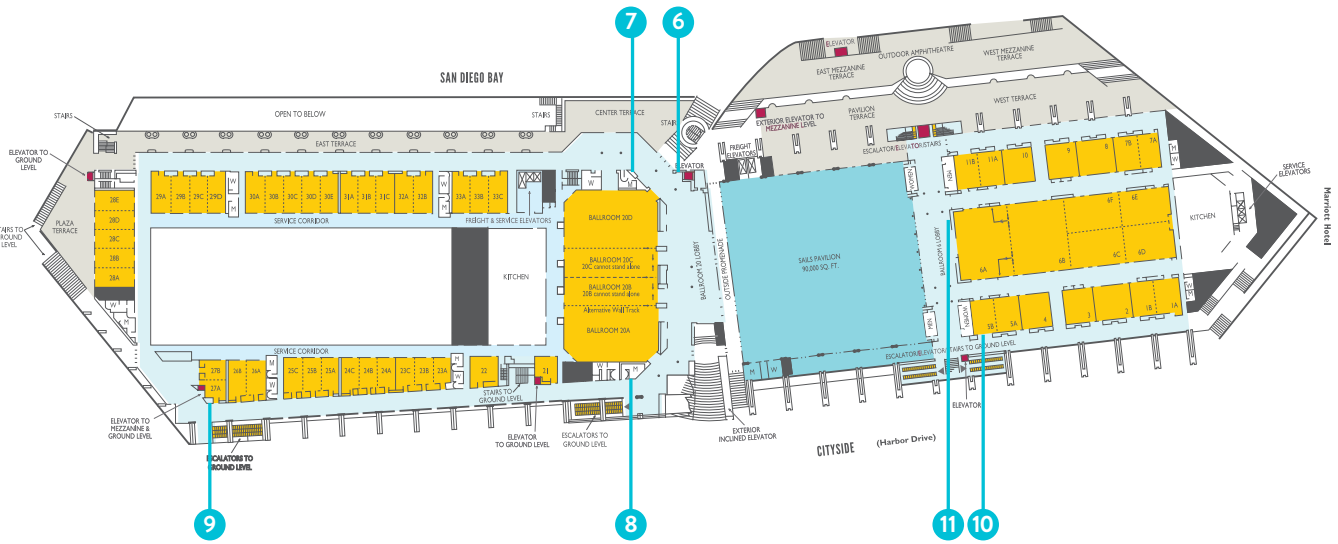 7
6
SAN DIEGO BAY
ELEVATOR
OUTDOOR AMPHITHEATRE
WEST MEZZANINE
TERRACE
EAST MEZZANINE
TERRACE
STAIRS
OPEN TO BELOW
STAIRS
CENTER TERRACE
STAIR
EAST TERRACE
EXTERIOR ELEVATOR TO
MEZZANINE LEVEL
PAVILION
TERRACE
WEST TERRACE
ESCALATOR/ELEVATOR/STAIRS
ELEVATOR TO
GROUND
LEVEL
ELEVATOR
FREIGHT
ELEVATORS
SERVICE
ELEVATORS
WOMEN
MEN
11B
11A
10
9
8
7B
7A
M
W
28E
28D
28C
28B
28A
29A
29B
29C
29D
W
M
30A
30B
30C
30D
30E
31A
31B
31C
32A
32B
W
M
33A
33B
33C
W
M
SERVICE CORRIDOR
FREIGHT & SERVICE ELEVATORS
PLAZA
TERRACE
STAIRS TO
GROUND
LEVEL
BALLROOM 20D
BALLROOM 20C
20C cannot stand alone
BALLROOM 20B
20B cannot stand alone
Alternative Wall Track
BALLROOM 20A
BALLROOM 20 LOBBY
OUTSIDE PROMENADE
SAILS PAVILION
90,000 SQ. FT.
BALLROOM 6 LOBBY
6A
6B
6F
6E
6C
6D
KITCHEN
KITCHEN
Marriott Hotel
W
M
MEN
WOMEN
5B
5A
4
3
2
1B
1A
W
M
SERVICE CORRIDOR
27B
27A
26B
26A
M
W
25C
25B
25A
24C
24B
24A
23B
23A
M
W
22
21
W
M
M
W
STAIRS TO
GROUND LEVEL
ESCALATOR/ELEVATOR/STAIRS TO GROUND LEVEL
ELEVATOR
ELEVATOR TO
MEZZANINE &
GROUND LEVEL
ESCALATORS TO
GROUND LEVEL
ELEVATOR
TO GROUND LEVEL
ESCALATORS TO
GROUND LEVEL
EXTERIOR
INCLINED ELEVATOR
CITYSIDE
(Harbor Drive)
9
8
11
10